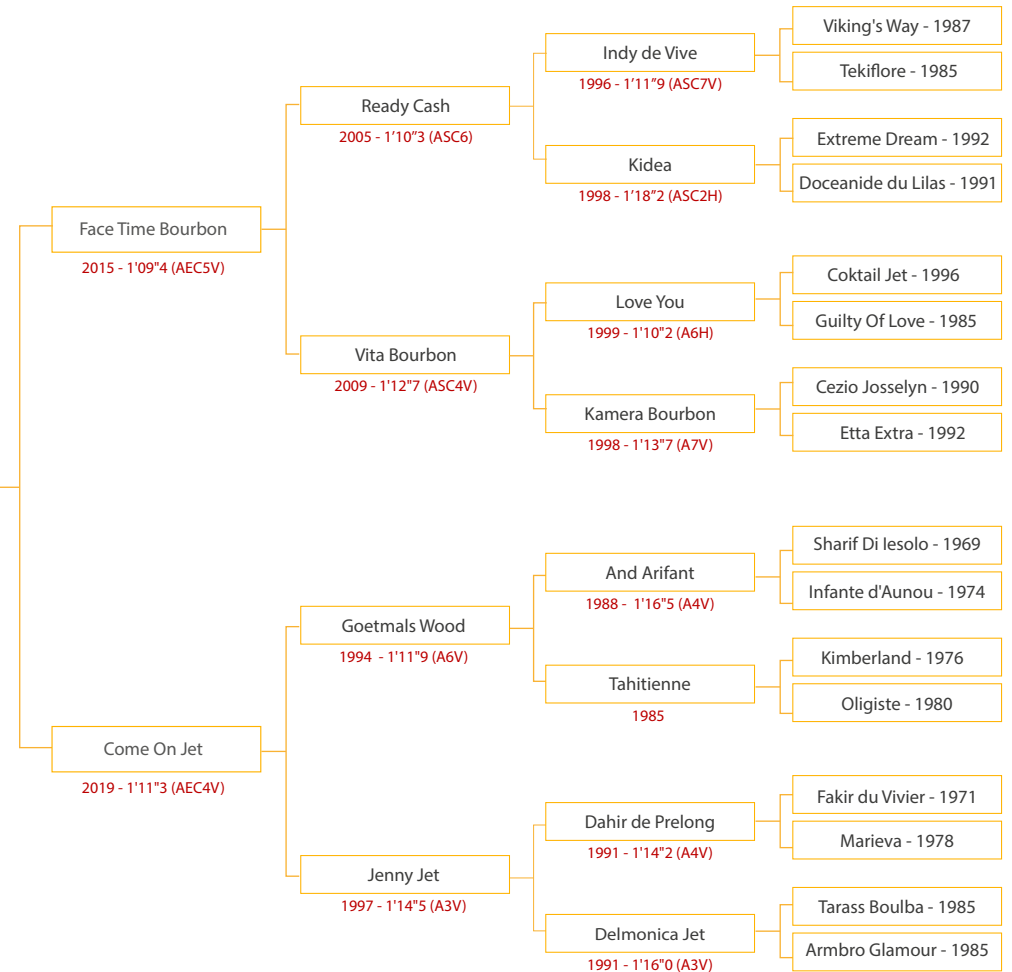 Viking's Way - 1987
Indy de Vive
1996 - 1’11”9 (ASC7V)
Tekiflore - 1985
Ready Cash
2005 - 1’10”3 (ASC6)
Extreme Dream - 1992
Kidea
1998 - 1’18”2 (ASC2H)
Doceanide du Lilas - 1991
Face Time Bourbon
2015 - 1'09"4 (AEC5V)
Coktail Jet - 1996
Love You
1999 - 1'10"2 (A6H)
Guilty Of Love - 1985
Vita Bourbon
2009 - 1'12"7 (ASC4V)
Cezio Josselyn - 1990
Kamera Bourbon
1998 - 1'13"7 (A7V)
Etta Extra - 1992
Sharif Di Iesolo - 1969
And Arifant
1988 - 1'16"5 (A4V)
Infante d'Aunou - 1974
Goetmals Wood
1994 - 1'11"9 (A6V)
Kimberland - 1976
Tahitienne
1985
Oligiste - 1980
Come On Jet
2019 - 1'11"3 (AEC4V)
Fakir du Vivier - 1971
Dahir de Prelong
1991 - 1'14"2 (A4V)
Marieva - 1978
Jenny Jet
1997 - 1'14"5 (A3V)
Tarass Boulba - 1985
Delmonica Jet
1991 - 1'16"0 (A3V)
Armbro Glamour - 1985